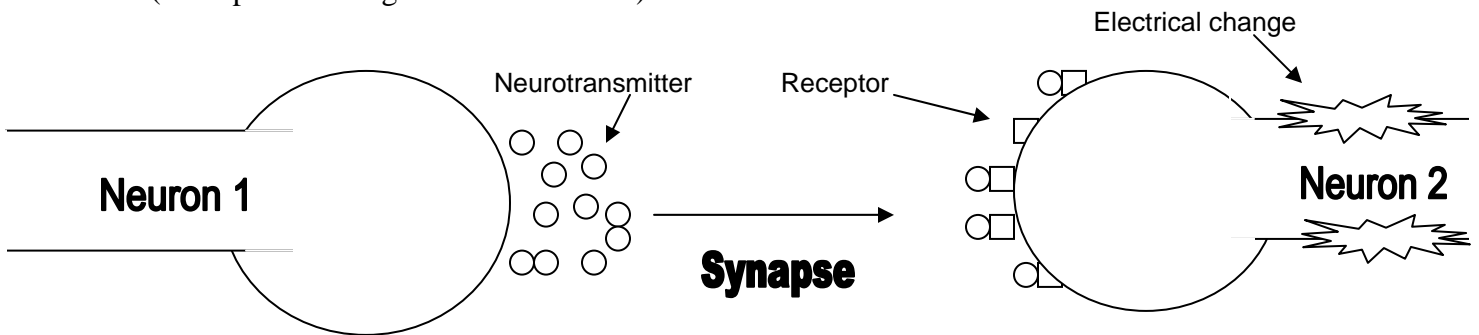 Electrical change
Neurotransmitter
Receptor
Neuron 1
Neuron 2
Synapse